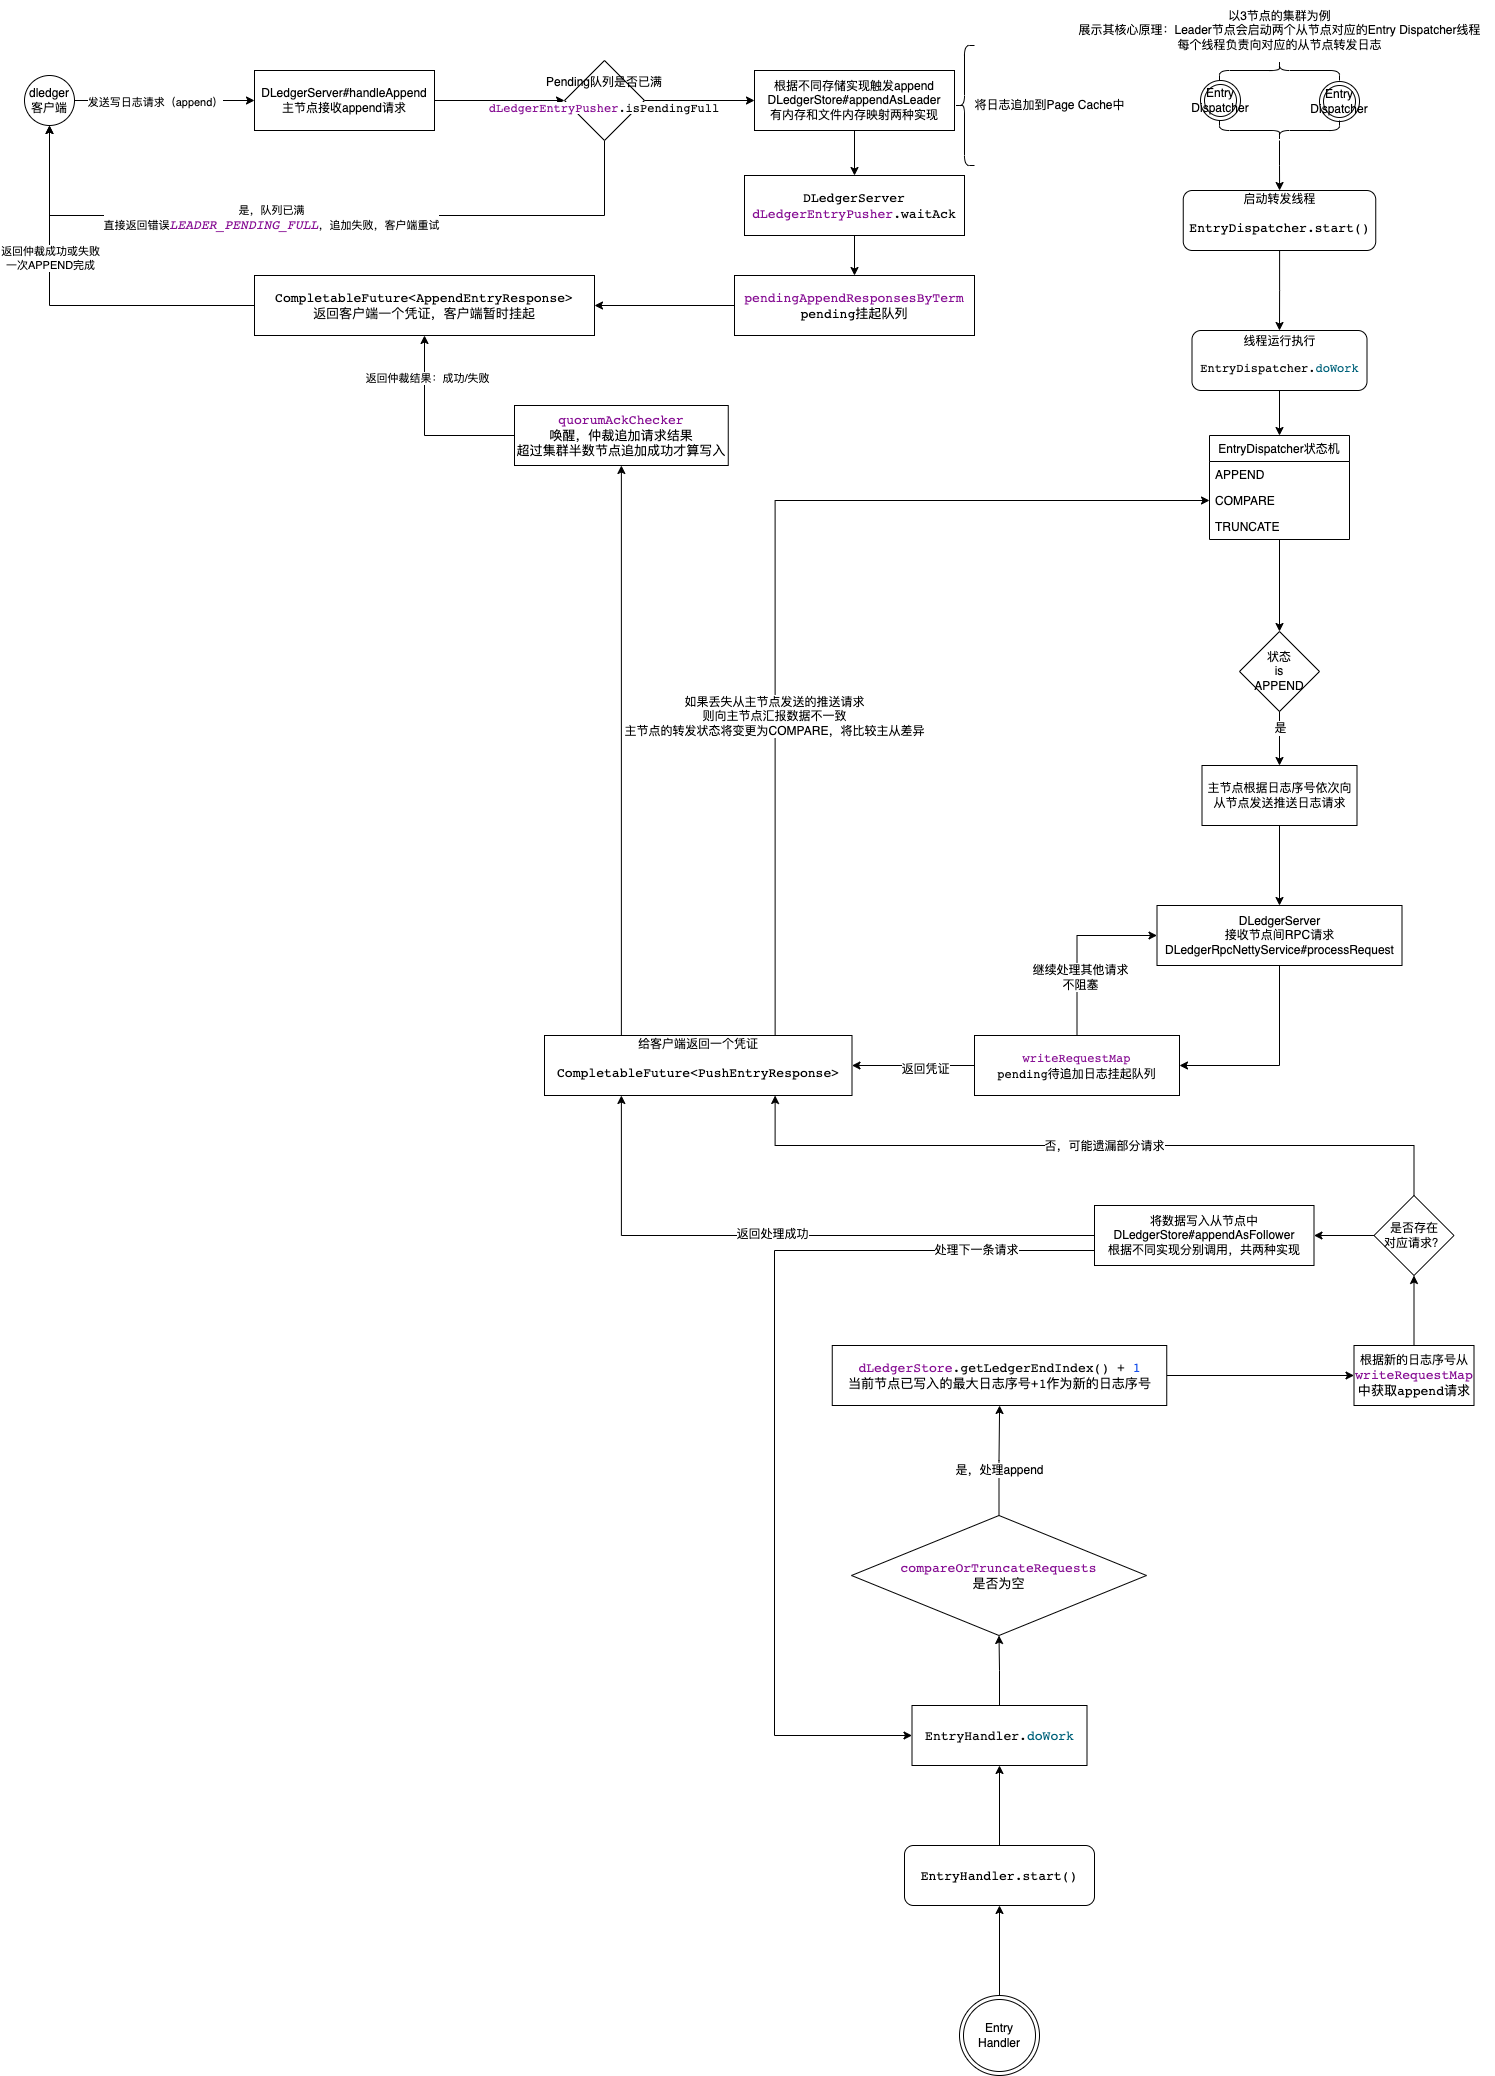 以3节点的集群为例
展示其核心原理：Leader节点会启动两个从节点对应的Entry Dispatcher线程
每个线程负责向对应的从节点转发日志
dledger
客户端
发送写日志请求（append）
DLedgerServer#handleAppend
主节点接收append请求
Pending队列是否已满
dLedgerEntryPusher.isPendingFull
根据不同存储实现触发append
DLedgerStore#appendAsLeader
有内存和文件内存映射两种实现
将日志追加到Page Cache中
Entry
Dispatcher
Entry
Dispatcher
DLedgerServer
dLedgerEntryPusher.waitAck
启动转发线程
EntryDispatcher.start()
是，队列已满
直接返回错误LEADER_PENDING_FULL，追加失败，客户端重试
返回仲裁成功或失败
一次APPEND完成
CompletableFuture<AppendEntryResponse>
返回客户端一个凭证，客户端暂时挂起
pendingAppendResponsesByTerm
pending挂起队列
线程运行执行
EntryDispatcher.doWork
返回仲裁结果：成功/失败
quorumAckChecker
唤醒，仲裁追加请求结果
超过集群半数节点追加成功才算写入
EntryDispatcher状态机
APPEND
COMPARE
TRUNCATE
状态
is
APPEND
是
如果丢失从主节点发送的推送请求
则向主节点汇报数据不一致
主节点的转发状态将变更为COMPARE，将比较主从差异
主节点根据日志序号依次向
从节点发送推送日志请求
DLedgerServer
接收节点间RPC请求
DLedgerRpcNettyService#processRequest
继续处理其他请求
不阻塞
给客户端返回一个凭证
CompletableFuture<PushEntryResponse>
返回凭证
writeRequestMap
pending待追加日志挂起队列
否，可能遗漏部分请求
将数据写入从节点中
DLedgerStore#appendAsFollower
根据不同实现分别调用，共两种实现
是否存在
对应请求?
返回处理成功
处理下一条请求
dLedgerStore.getLedgerEndIndex() + 1
当前节点已写入的最大日志序号+1作为新的日志序号
根据新的日志序号从
writeRequestMap
中获取append请求
是，处理append
compareOrTruncateRequests
是否为空
EntryHandler.doWork
EntryHandler.start()
Entry
Handler